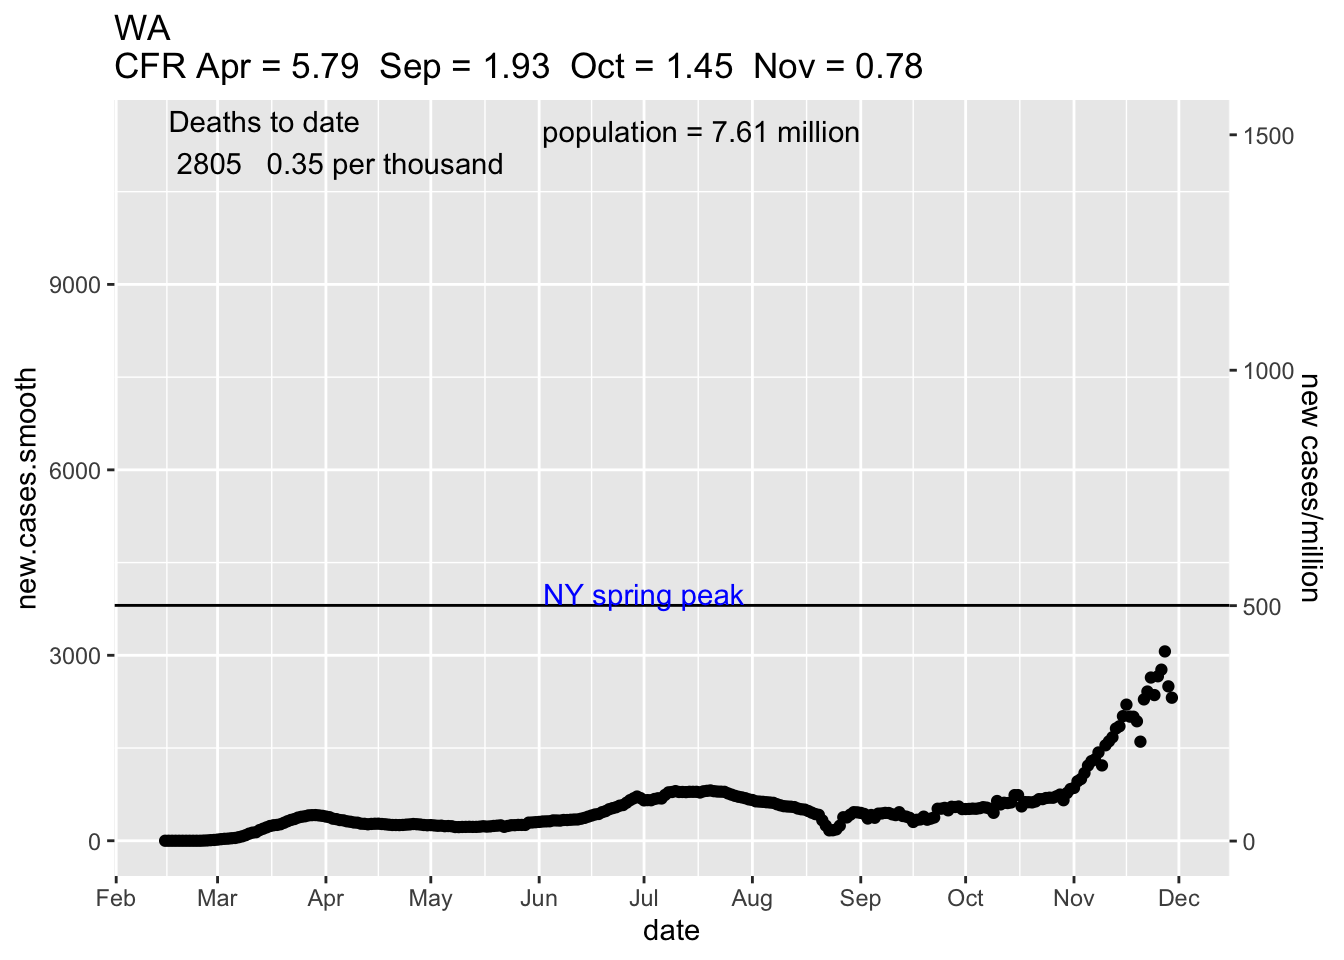 WA
CFR Apr = 5.79  Sep = 1.93  Oct = 1.45  Nov = 0.78
Deaths to date
2805   0.35 per thousand
population = 7.61 million
NY spring peak
new.cases.smooth
9000
6000
3000
0
new cases/million
1500
1000
500
0
Feb Mar Apr May Jun Jul Aug Sep Oct Nov Dec
date